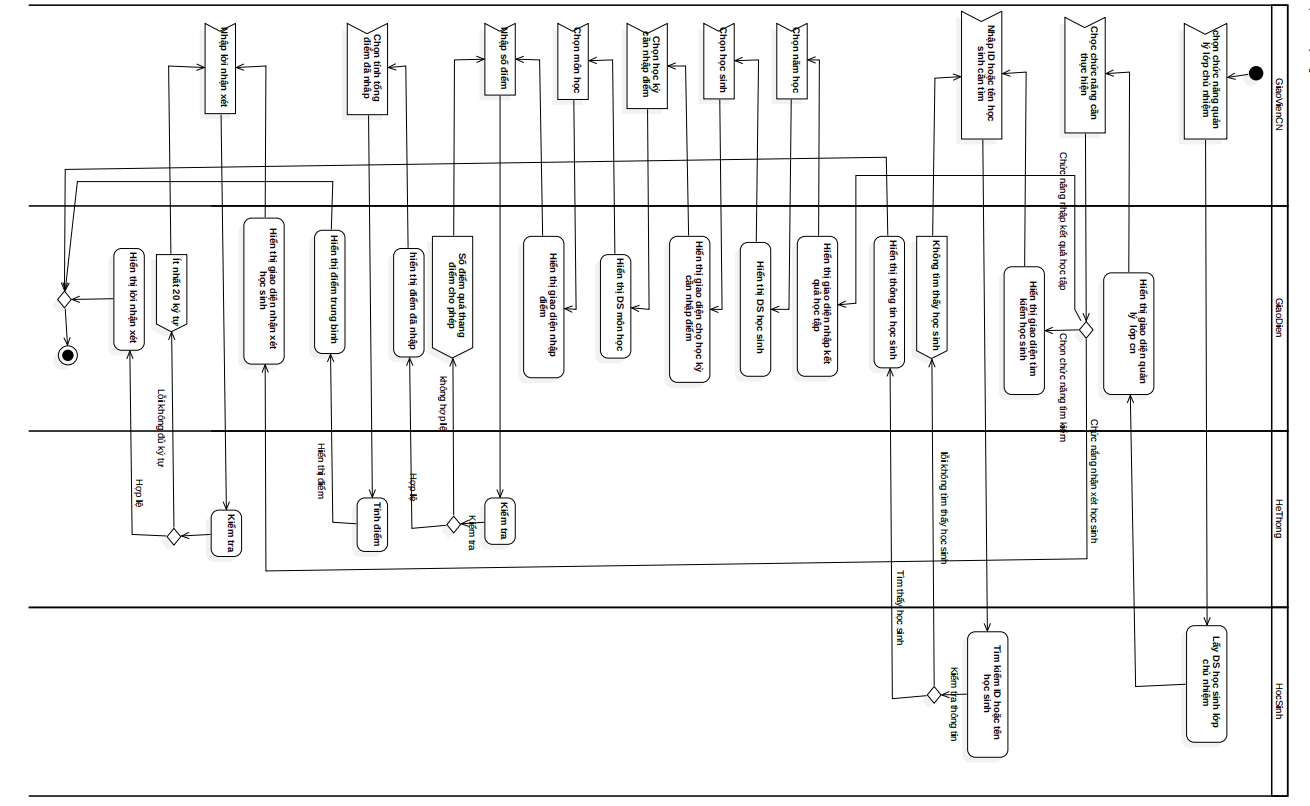 GiaoVienCN
GiaoDien
HeThong
HocSinh
chọn chức năng quản
lý lớp chủ nhiệm
Lấy DS học sinh lớp
chủ nhiệm
Hiển thị giao diện quản
lý lớp cn
Chọc chức năng cần
thực hiện
Chức năng nhập kết quả học tập
Chọn chức năng tìm kiếm
Chức năng nhận xét học sinh
Hiển thị giao diện tìm
kiếm học sinh
Nhập ID hoặc tên học
sinh cần tìm
Tìm kiếm ID hoặc tên
học sinh
Kiểm tra thông tin
lỗi không tìm thấy học sinh
Tìm thấy học sinh
Không tìm thấy học sinh
Hiển thị thông tin học sinh
Hiển thị giao diện nhập kết
quả học tập
Chọn năm học
Hiển thị DS học sinh
Chọn học sinh
Hiển thị giao diện chọ học kỳ
cần nhập điểm
Chọn học kỳ
cần nhập điểm
Hiển thị DS môn học
Chọn môn học
Hiển thị giao diện nhập
điểm
Nhập số điểm
Kiểm tra
Kiểm tra
không hợp lệ
Số điểm quá thang
điểm cho phép
Hợp lệ
hiển thị điểm đã nhập
Chọn tính tổng
điểm đã nhập
Tính điểm
Hiển thị điểm
Hiển thị điểm trung bình
Hiển thị giao diện nhận xét
học sinh
Nhập lời nhận xét
Kiểm tra
Lỗi không đủ ký tự
ít nhất 20 ký tự
Hợp lệ
Hiển thị lời nhận xét